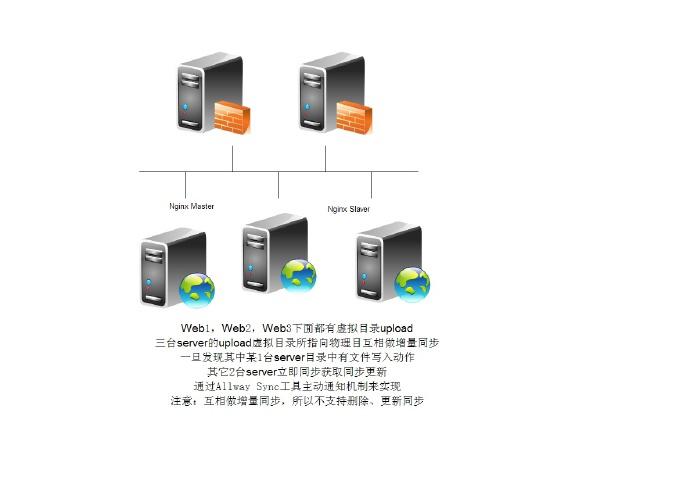 Nginx Master
Nginx Slaver
Web1，Web2，Web3下面都有虚拟目录upload
三台server的upload虚拟目录所指向物理目互相做增量同步
一旦发现其中某1台server目录中有文件写入动作
其它2台server立即同步获取同步更新
通过Allway Sync工具主动通知机制来实现
注意：互相做增量同步，所以不支持删除、更新同步